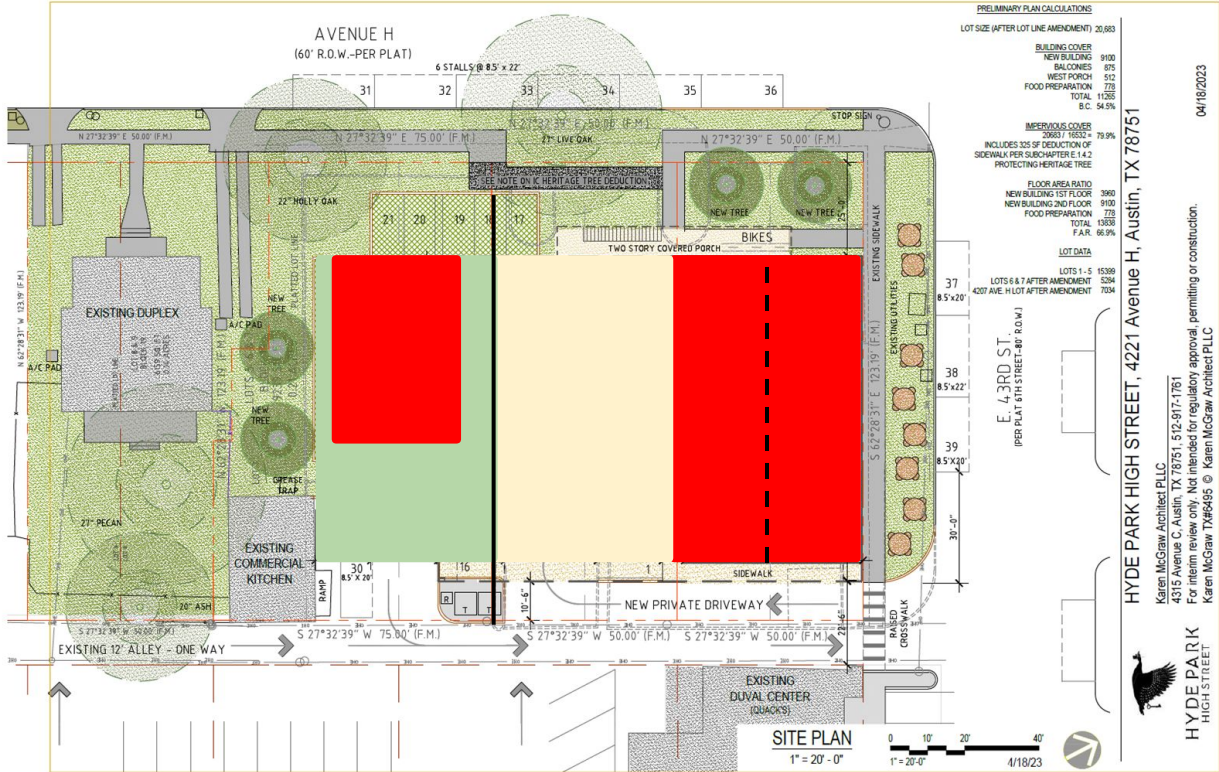 AVENUE H
(60' R.O.W.-PER PLAT)
6 STALLS @ 8.5' x 22'
31
32
33
34
35
36
N 27°32'39" E 50.00' (F.M.)
27°32'39" E 75.00' (F.M.)
N 27°32'39" E 50.00' (F.M.)
N 27°32'39" E 50.00' (F.M.)
LIVE OAK
STOP SIGN
SEE NOTE ON IC HERITAGE TREE DEDUCTION
22" HOLLY OAK
NEW TREE
NEW TREE
21
19
17
BIKES
TWO STORY COVERED PORCH
EXISTING SIDEWALK
EXISTING UTILITIES
EXISTING DUPLEX
A/C PAD
N 62°28'31" W 123.19' (F.M.)
NEW
TREE
A/C PAD
NEW
TREE
S 62°28'31" E 123.19' (F.M.)
37
8.5'x20'
38
8.5'x22'
39
8.5'X20'
E. 43RD ST.
(PER PLAT 6TH STREET-80' R.O.W.)
GREASE
TRAP
27" PECAN
EXISTING
COMMERCIAL
KITCHEN
RAMP
30
8.5' X 20'
16
1
SIDEWALK
30'-0"
R
T
T
10'-6"
NEW PRIVATE DRIVEWAY
20" ASH
RAISED
CROSSWALK
S 27°32'39" W 75.00' (F.M.)
S 27°32'39" W 50.00' (F.M.)
S 27°32'39" W 50.00' (F.M.)
EXISTING 12' ALLEY - ONE WAY
EXISTING
DUVAL CENTER
(QUACK'S)
SITE PLAN
1" = 20' - 0"
0 10' 20' 40'
1" = 20'-0"
4/18/23
PRELIMINARY PLAN CALCULATIONS
LOT SIZE (AFTER LOT LINE AMENDMENT) 20,683
BUILDING COVER
NEW BUILDING 9100
BALCONIES 875
WEST PORCH 512
FOOD PREPARATION 778
TOTAL 11265
B.C. 54.5%
IMPERVIOUS COVER
20683 / 16532 = 79.9%
INCLUDES 325 SF DEDUCTION OF
SIDEWALK PER SUBCHAPTER E.1.4.2
PROTECTING HERITAGE TREE
FLOOR AREA RATIO
NEW BUILDING 1ST FLOOR 3960
NEW BUILDING 2ND FLOOR 9100
FOOD PREPARATION 778
TOTAL 13838
F.A.R. 66.9%
LOT DATA
LOTS 1 - 5 15399
LOTS 6 & 7 AFTER AMENDMENT 5284
4207 AVE. H LOT AFTER AMENDMENT 7034
HYDE PARK HIGH STREET, 4221 Avenue H, Austin, TX 78751
Karen McGraw Architect PLLC
4315 Avenue C, Austin, TX 78751, 512-917-1761
For interim review only. Not intended for regulatory approval, permitting or construction.
Karen McGraw TX#6495 © Karen McGraw Architect PLLC
04/18/2023
HYDE PARK
HIGH STREET